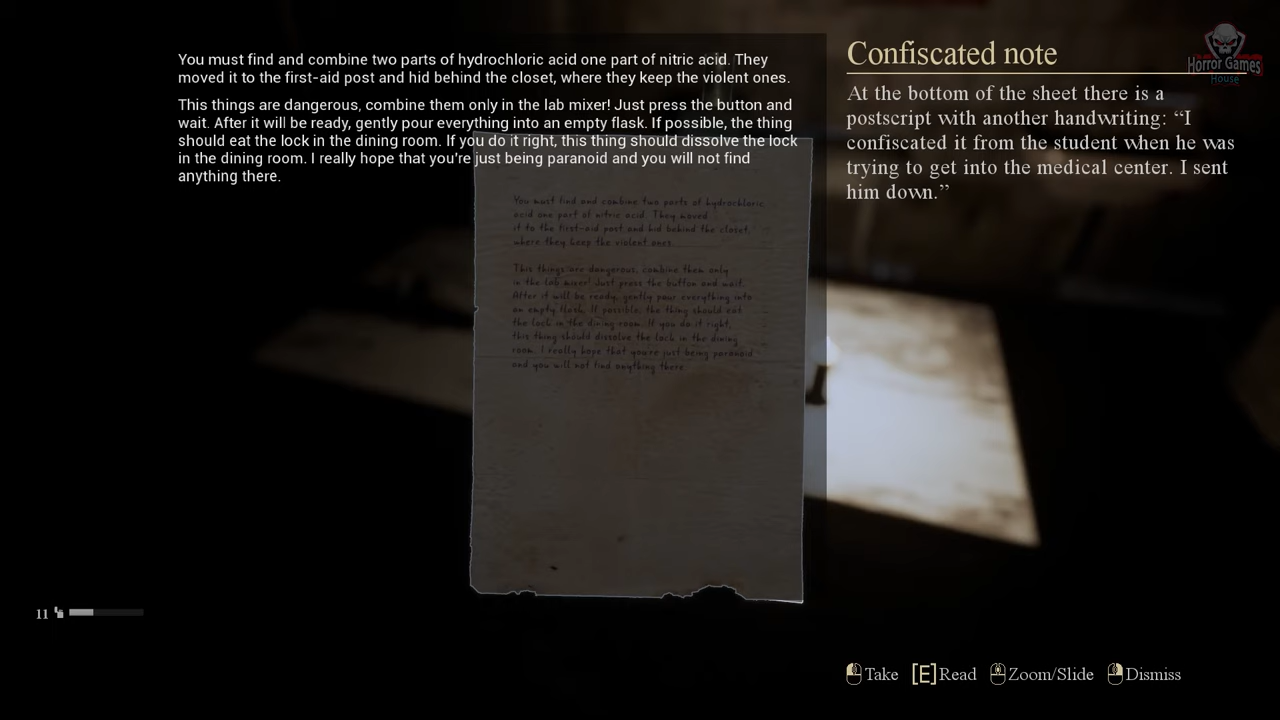 You must find and combine two parts of hydrochloric acid one part of nitric acid. They
moved it to the first-aid post and hid behind the closet, where they keep the violent ones.
This things are dangerous, combine them only in the lab mixer! Just press the button and
wait. After it will be ready, gently pour everything into an empty flask. If possible, the thing
should eat the lock in the dining room. If you do it right, this thing should dissolve the lock
in the dining room. I really hope that you're just being paranoid and you will not find
anything there.
You must find and combine two parts of hydrochloric
acid one part of nitric acid. They moved
it to the first-aid post and hid behind the closet,
where they keep the violent ones.
This things are dangerous, combine them only
in the lab mixer! Just press the button and wait.
After it will be ready, gently pour everything into
an empty flask. If possible, the thing should eat
the lock in the dining room. If you do it right,
this thing should dissolve the lock in the dining
room. I really hope that you're just being paranoid
and you will not find anything there.
Confiscated note
At the bottom of the sheet there is a
postscript with another handwriting: “I
confiscated it from the student when he was
trying to get into the medical center. I sent
him down.”
Horror Games
House
11
Take [E] Read Zoom/Slide Dismiss